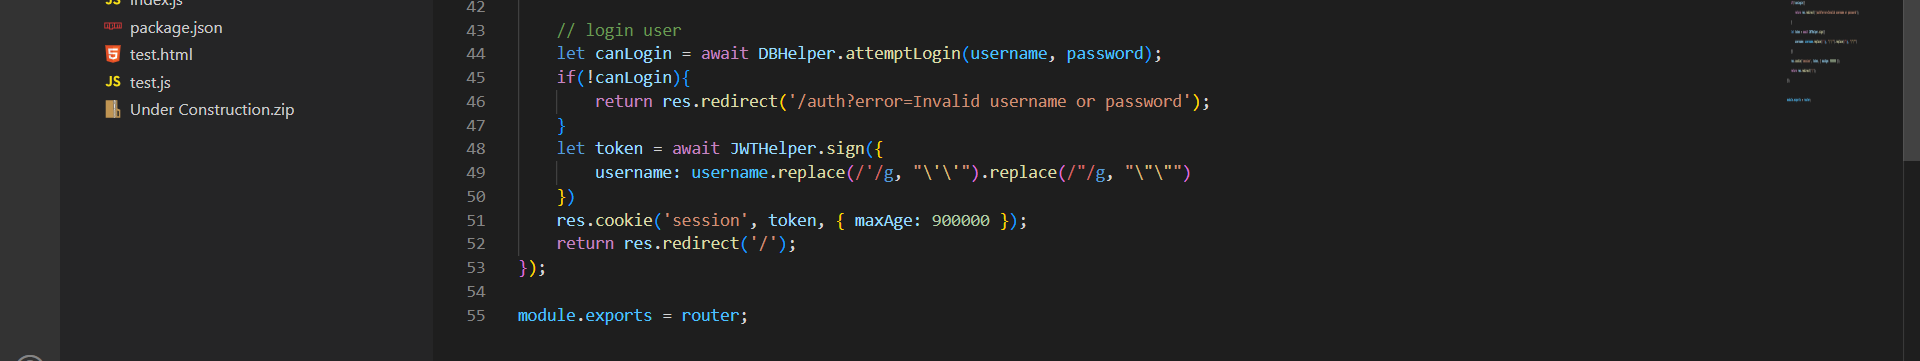 index.js
package.json
test.html
JS test.js
Under Construction.zip
42
43 // login user
44 let canLogin = await DBHelper.attemptLogin(username, password);
45 if(!canLogin){
46 return res.redirect('/auth?error=Invalid username or password');
47 }
48 let token = await JWTHelper.sign({
49 username: username.replace(/'/g, "\'\'").replace(/"/g, "\"\"")
50 })
51 res.cookie('session', token, { maxAge: 900000 });
52 return res.redirect('/');
53 });
54
55 module.exports = router;